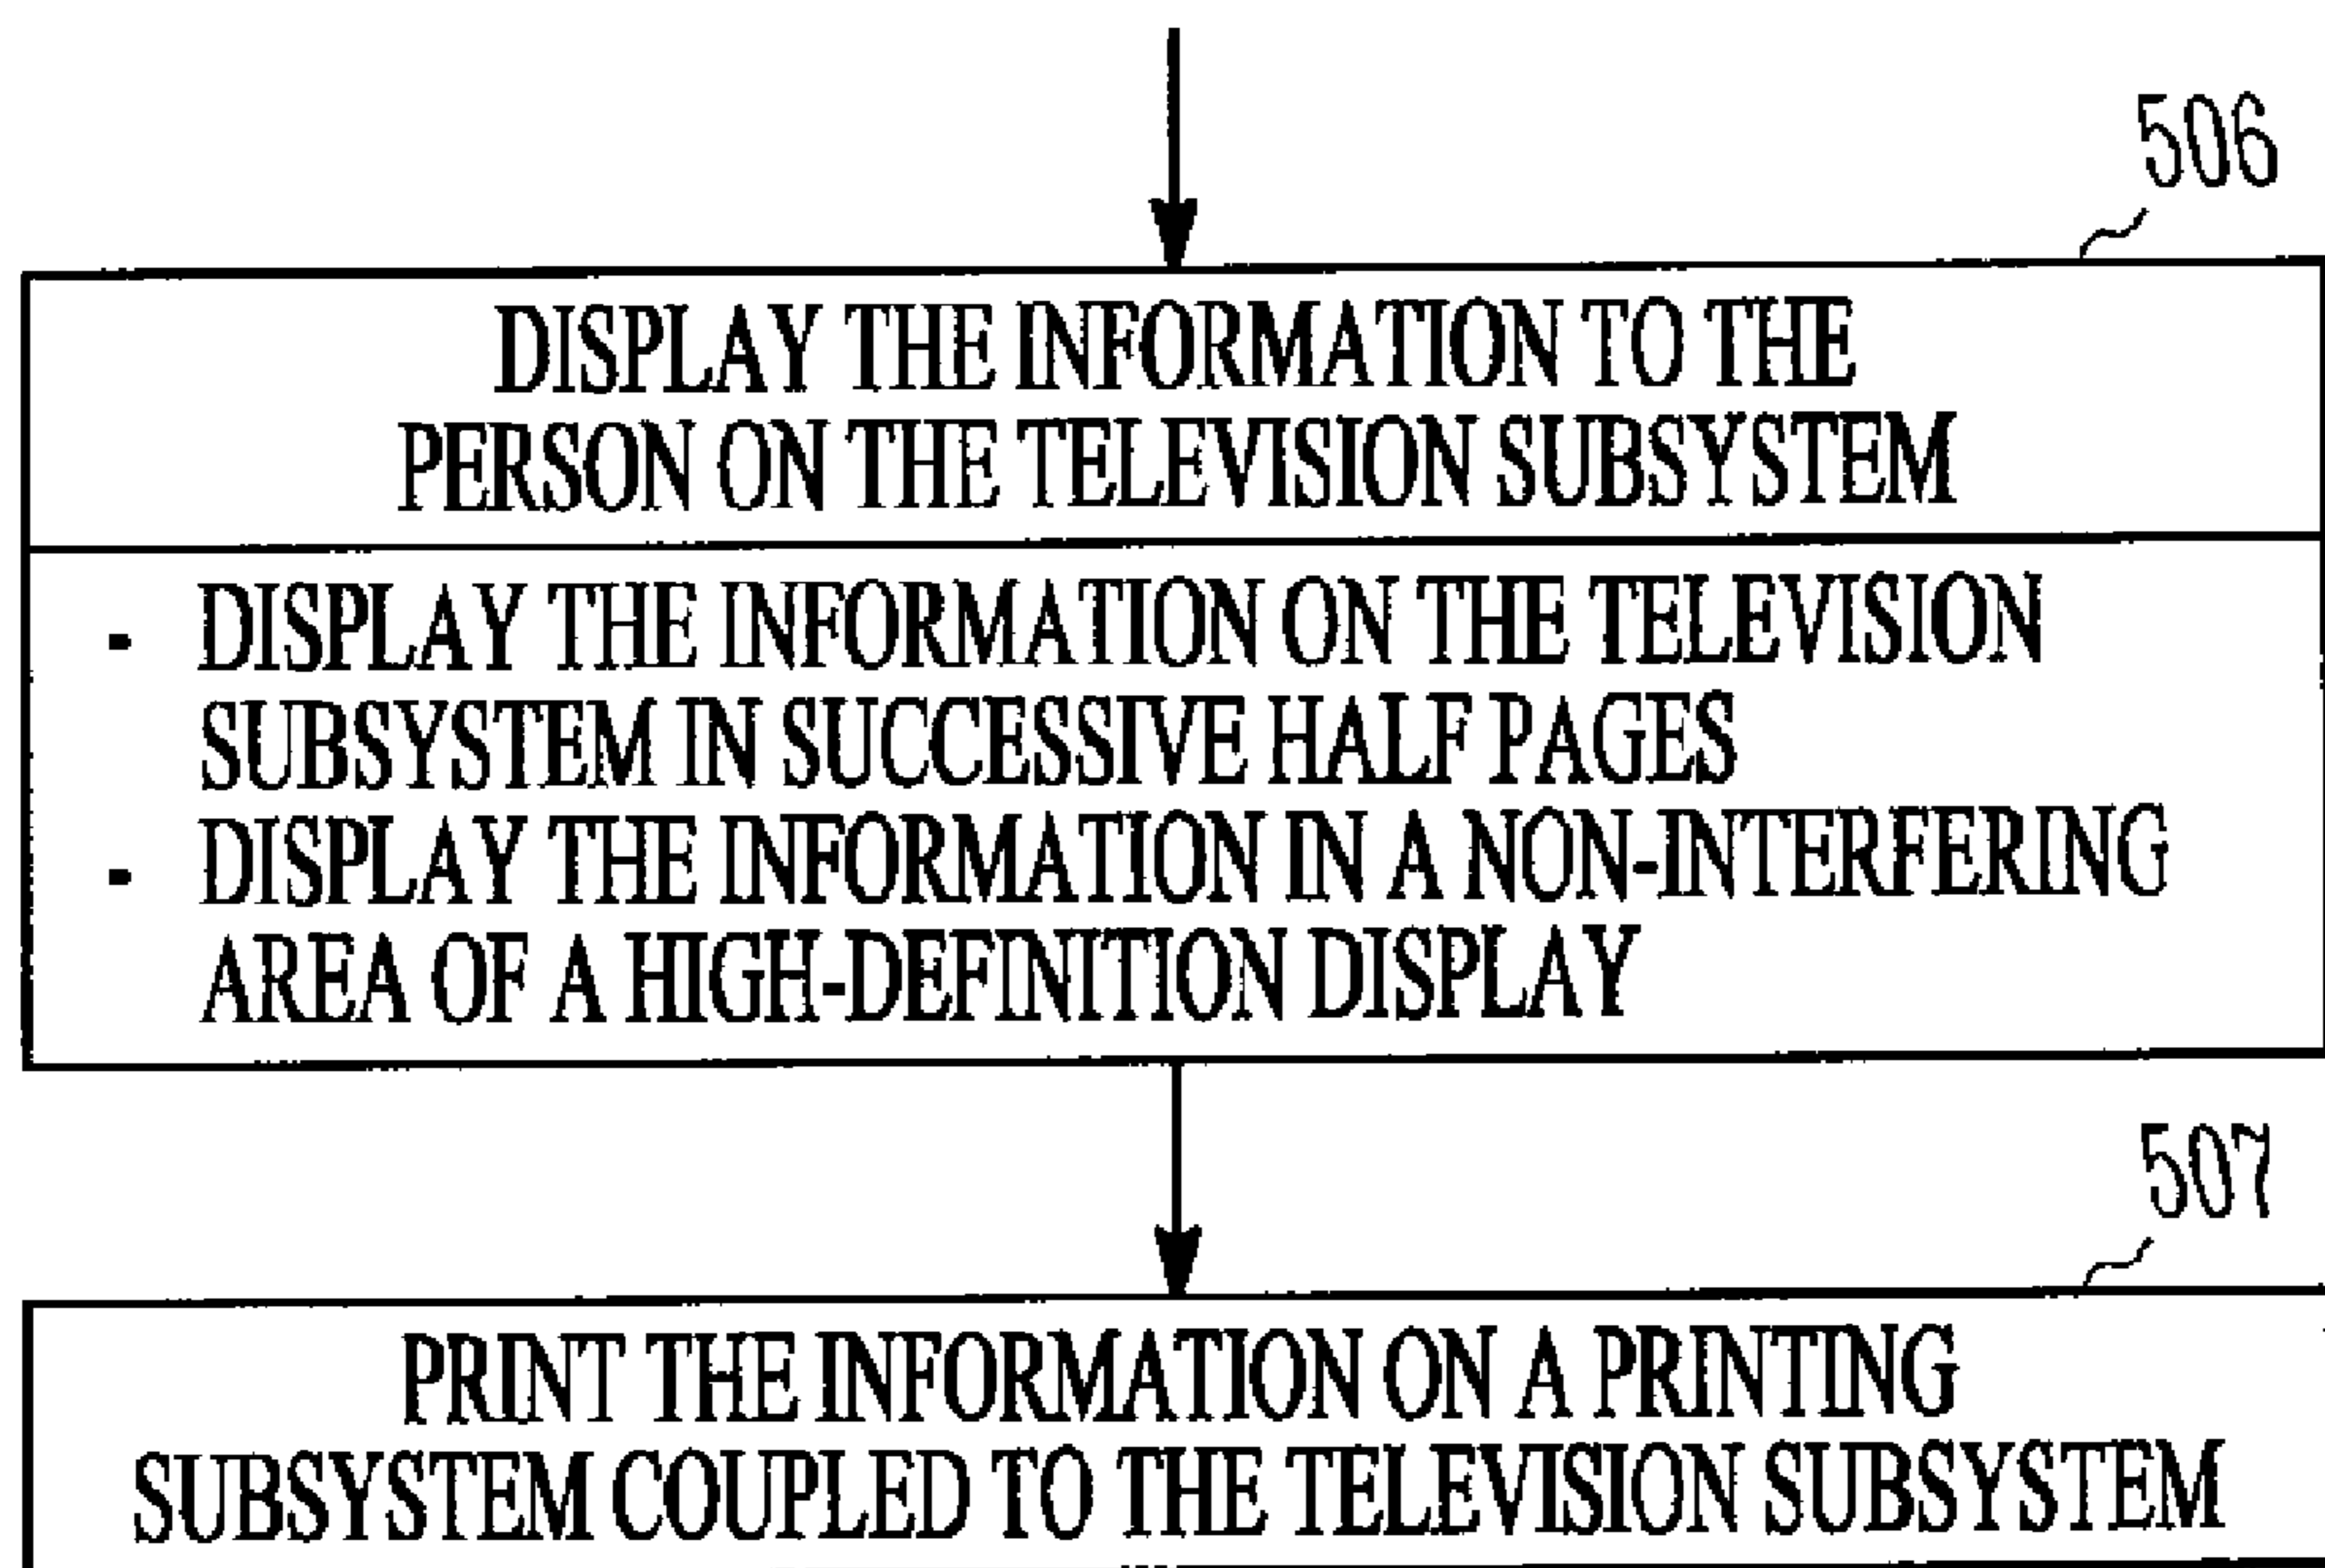 506
DISPLAY THE INFORMATION TO THE
PERSON ON THE TELEVISION SUBSYSTEM
- DISPLAY THE INFORMATION ON THE TELEVISION
SUBSYSTEM IN SUCCESSIVE HALF PAGES
- DISPLAY THE INFORMATION IN A NON-INTERFERING
AREA OF A HIGH-DEFINITION DISPLAY
507
PRINT THE INFORMATION ON A PRINTING
SUBSYSTEM COUPLED TO THE TELEVISION SUBSYSTEM